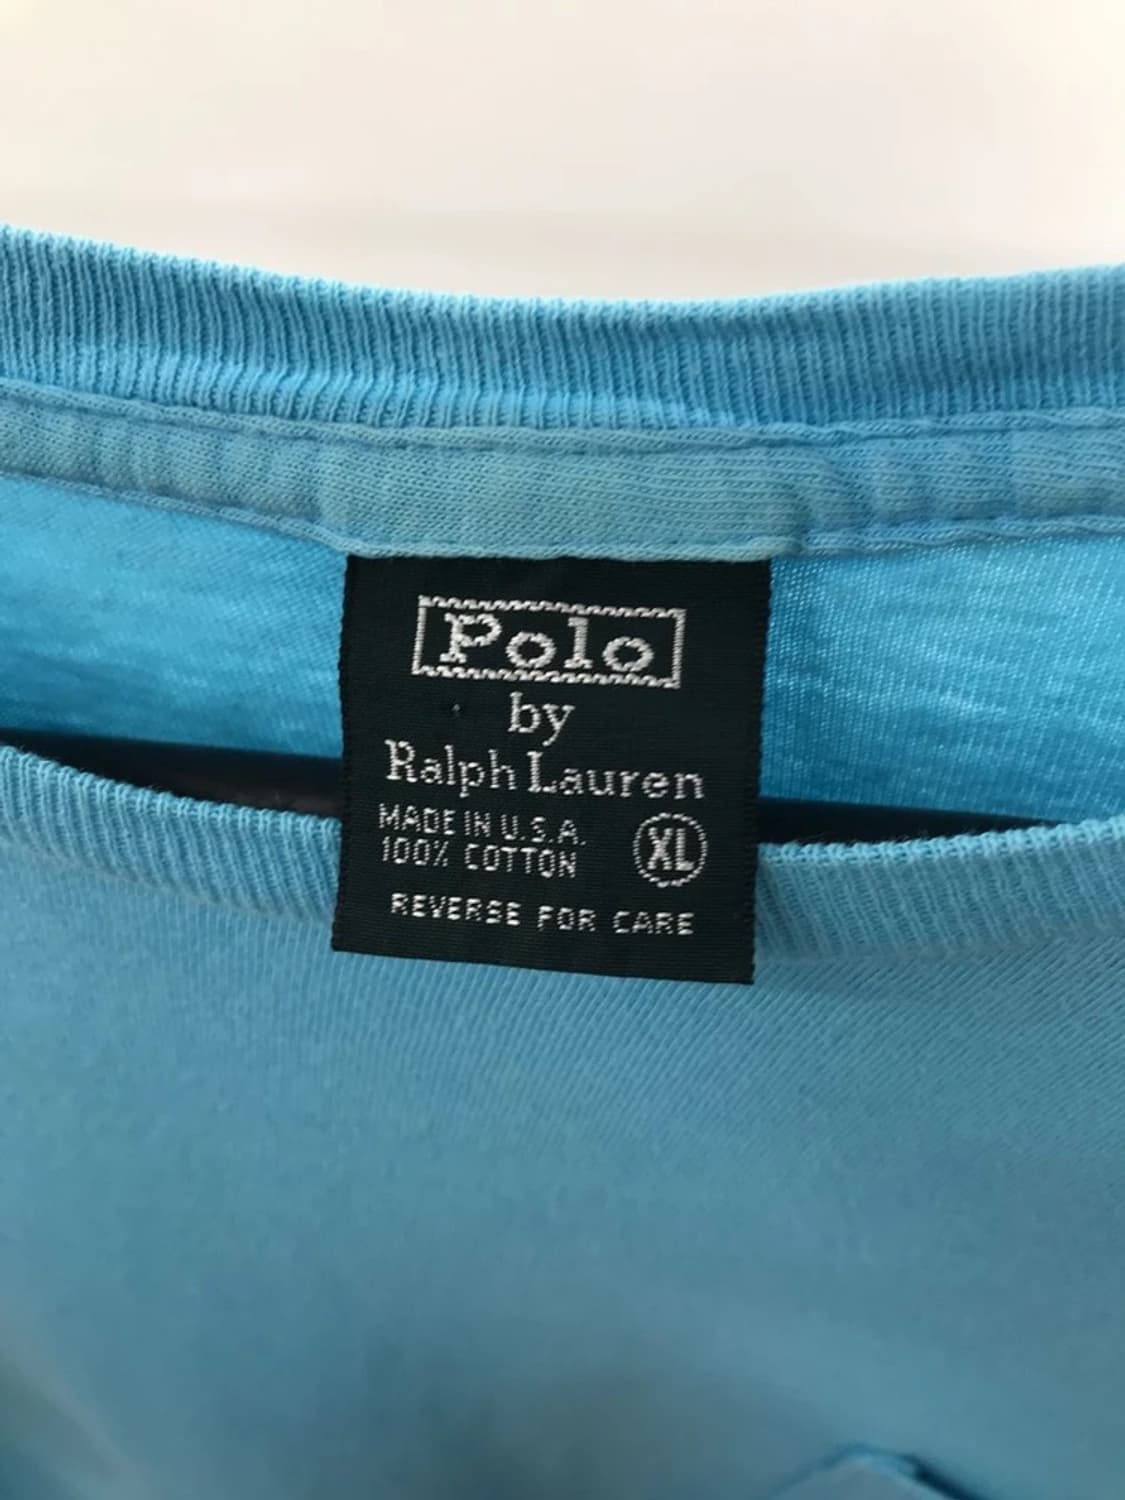 Polo
by
Ralph Lauren
MADE IN U.S.A.
100% COTTON
XL
REVERSE FOR CARE